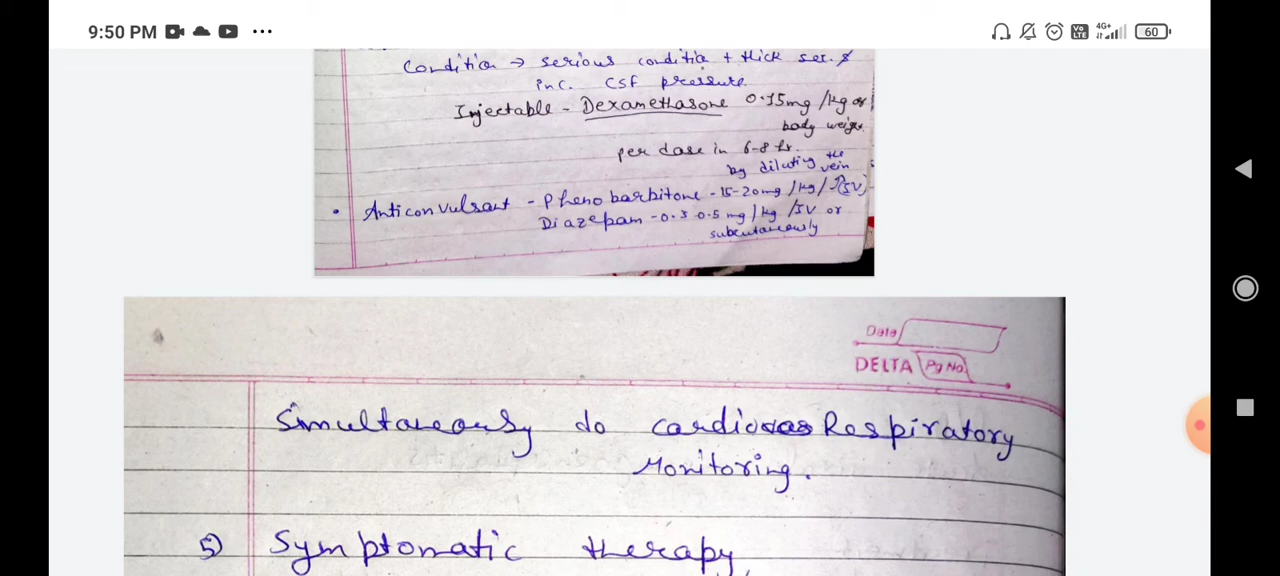 9:50 PM
4G+
60
Condition → serious condition + thick sec. &
inc. CSF pressure
Injectable - Dexamethasone 0.15mg /kg of
body weight
per dose in 6-8 hr.
by diluting the
vein
• Anticonvulsant - Phenobarbitone - 15-20mg /kg/ IV
Diazepam - 0.3 0.5 mg/kg /IV or
subcutaneously
Date
DELTA Pg No.
Simultaneously do cardio Respiratory
Monitoring.
5) Symptomatic therapy